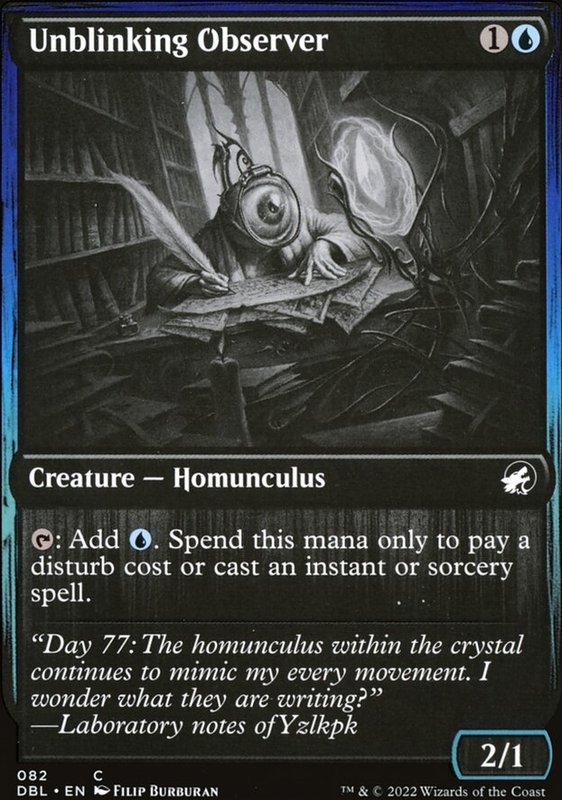 Unblinking Observer 1
Creature — Homunculus
: Add . Spend this mana only to pay a
disturb cost or cast an instant or sorcery
spell.
“Day 77: The homunculus within the crystal
continues to mimic my every movement. I
wonder what they are writing?”
—Laboratory notes of Yzlkpk
2/1
082 C
DBL • EN Filip Burburan ™ & © 2022 Wizards of the Coast